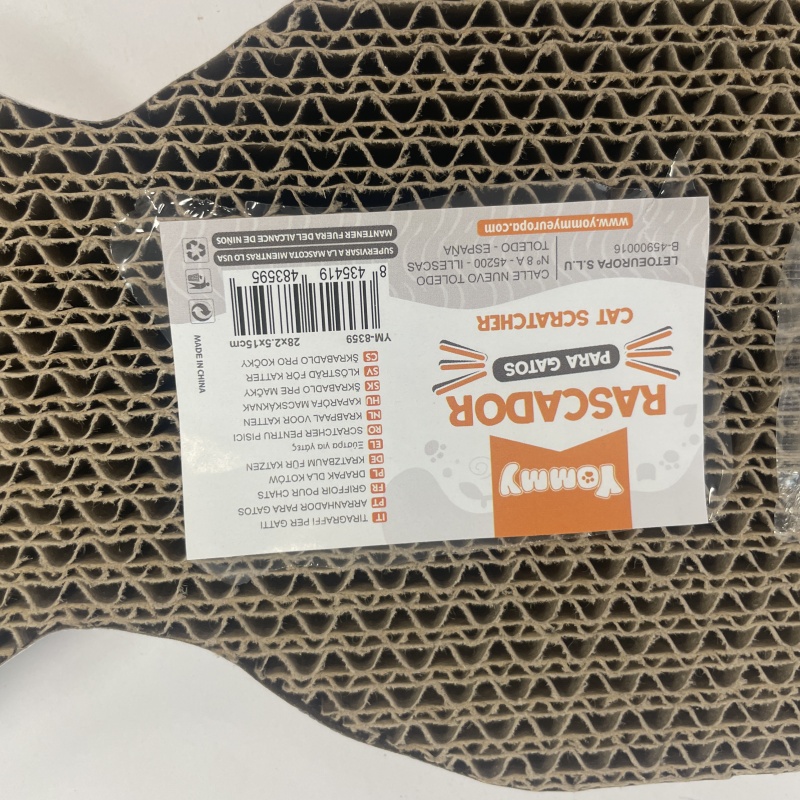 Yommy
RASCADOR
PARA GATOS
CAT SCRATCHER
LETOEUROPA S.L.U
B-45900016
CALLE NUEVO TOLEDO
Nº 8 A - 45200 - ILLESCAS
TOLEDO - ESPAÑA
www.yommyeuropa.com
IT TIRAGRAFFI PER GATTI
PT ARRANHADOR PARA GATOS
FR GRIFFOIR POUR CHATS
PL DRAPAK DLA KOTÓW
DE KRATZBAUM FÜR KATZEN
EL Ξύστρα για γάτες
RO SCRATCHER PENTRU PISICI
NL KRABPAAL VOOR KATTEN
HU KAPARÓFA MACSKÁKNAK
SK ŠKRABADLO PRE MAČKY
SV KLÖSTRÄD FÖR KATTER
CS ŠKRABADLO PRO KOČKY
YM-8359 28x2.5x15cm
8 435419 483595
SUPERVISAR A LA MASCOTA MIENTRAS LO USA
MANTENER FUERA DEL ALCANCE DE NIÑOS
MADE IN CHINA